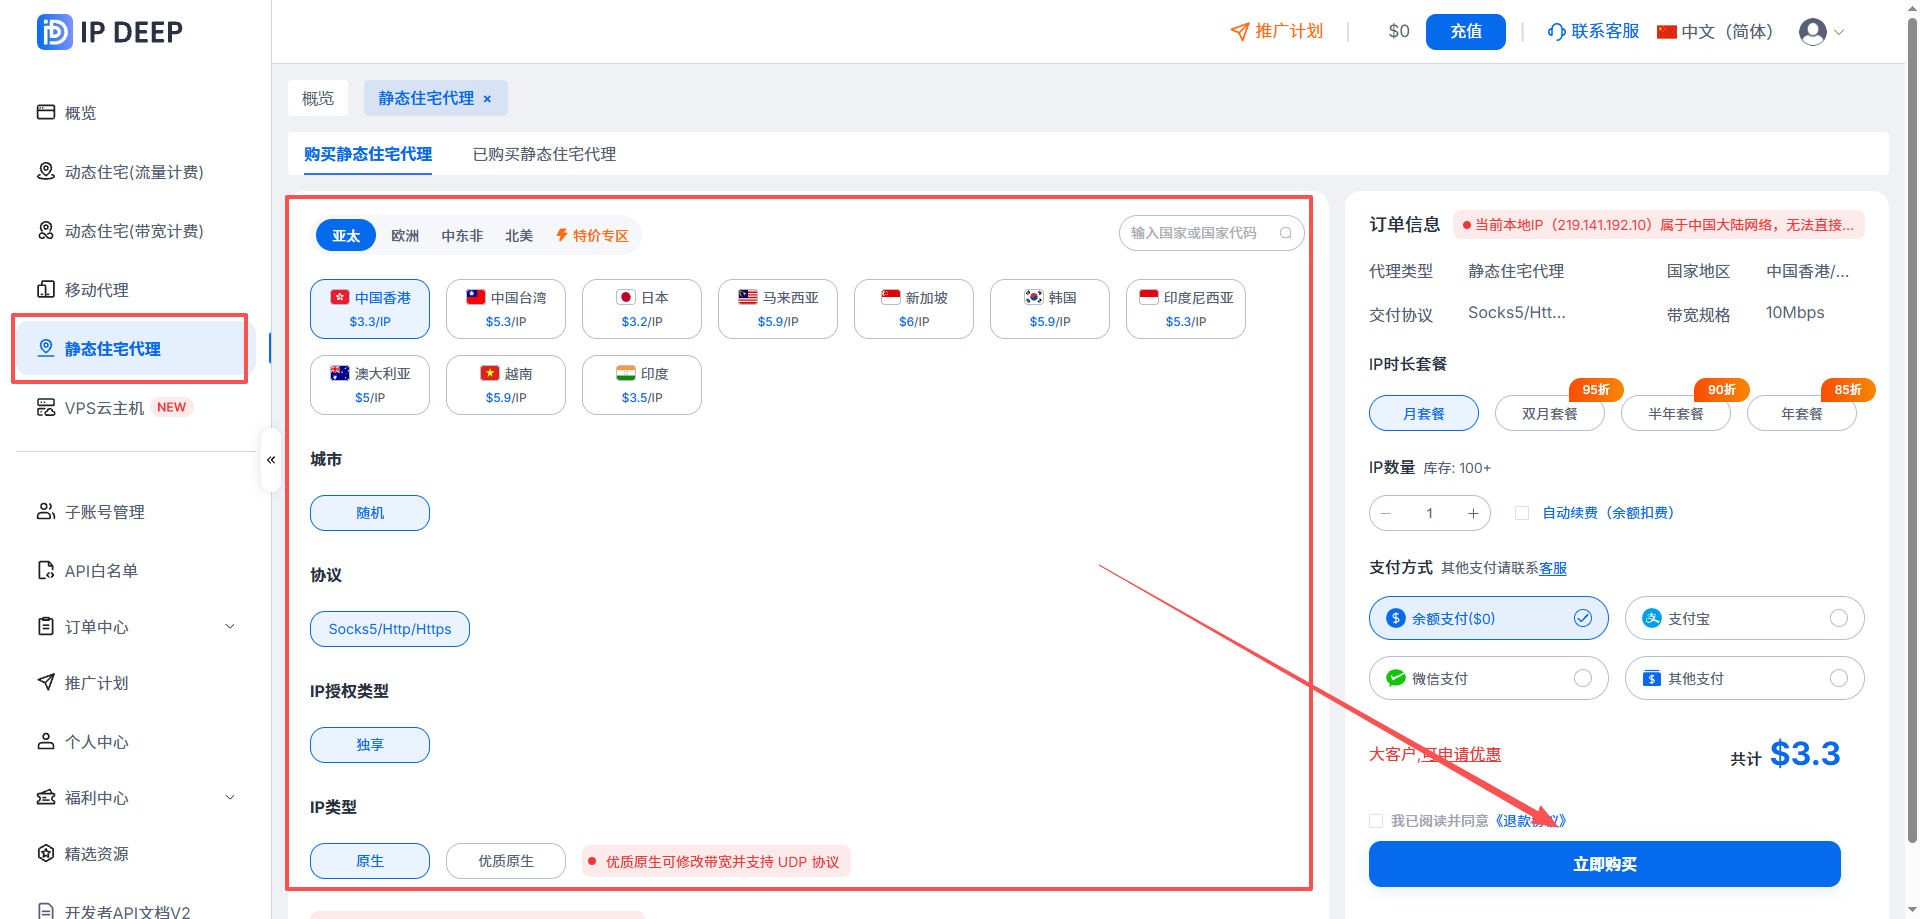 IP DEEP
推广计划
$0
充值
联系客服
中文（简体）
概览
动态住宅(流量计费)
动态住宅(带宽计费)
移动代理
静态住宅代理
VPS云主机 NEW
子账号管理
API白名单
订单中心
推广计划
个人中心
福利中心
精选资源
开发者API文档V2
«
概览
静态住宅代理 ×
购买静态住宅代理
已购买静态住宅代理
亚太 欧洲 中东非 北美 特价专区
输入国家或国家代码
中国香港
$3.3/IP
中国台湾
$5.3/IP
日本
$3.2/IP
马来西亚
$5.9/IP
新加坡
$6/IP
韩国
$5.9/IP
印度尼西亚
$5.3/IP
澳大利亚
$5/IP
越南
$5.9/IP
印度
$3.5/IP
城市
随机
协议
Socks5/Http/Https
IP授权类型
独享
IP类型
原生
优质原生
优质原生可修改带宽并支持 UDP 协议
订单信息
当前本地IP（219.141.192.10）属于中国大陆网络，无法直接...
代理类型 静态住宅代理 国家地区 中国香港/...
交付协议 Socks5/Htt... 带宽规格 10Mbps
IP时长套餐
95折 90折 85折
月套餐 双月套餐 半年套餐 年套餐
IP数量 库存: 100+
− 1 +
自动续费（余额扣费）
支付方式 其他支付请联系客服
余额支付($0)
支付宝
微信支付
其他支付
大客户,可申请优惠
共计 $3.3
我已阅读并同意《退款协议》
立即购买